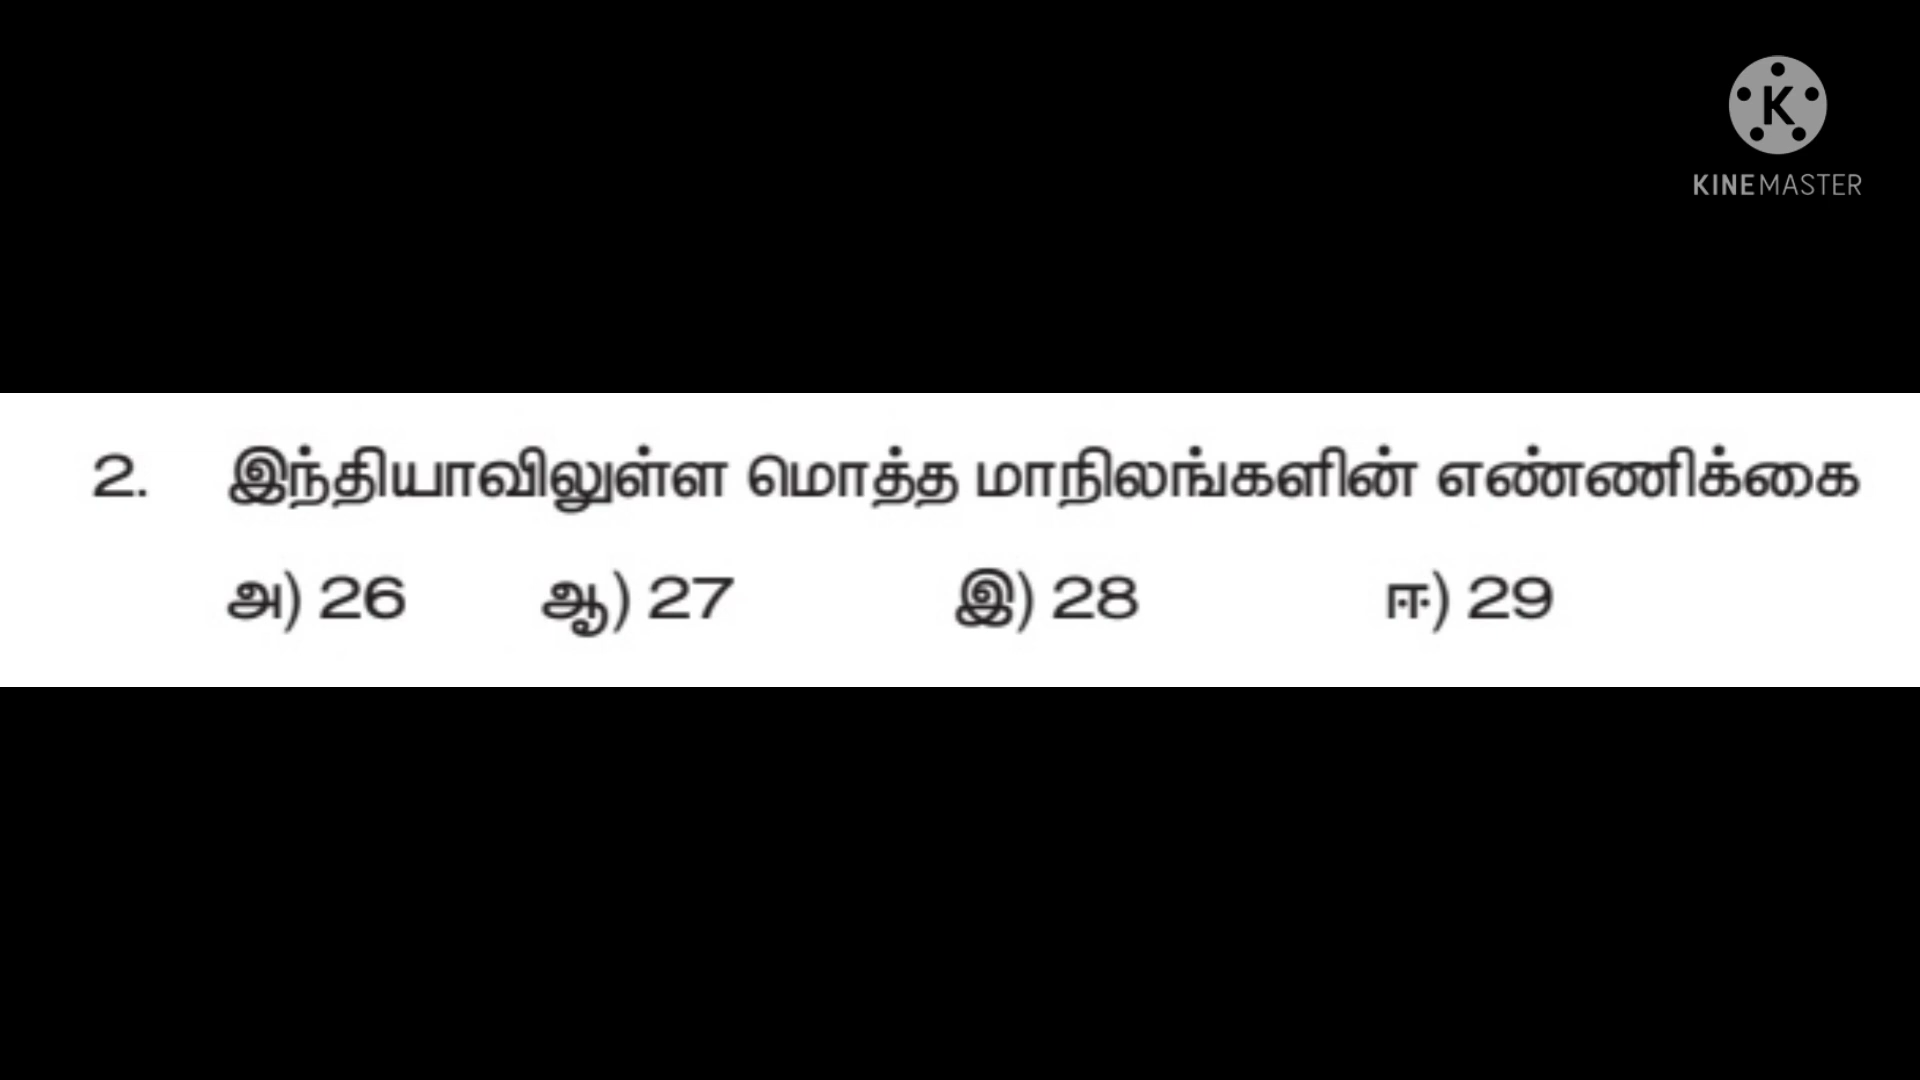 K
KINEMASTER
2. இந்தியாவிலுள்ள மொத்த மாநிலங்களின் எண்ணிக்கை
அ) 26 ஆ) 27 இ) 28 ஈ) 29